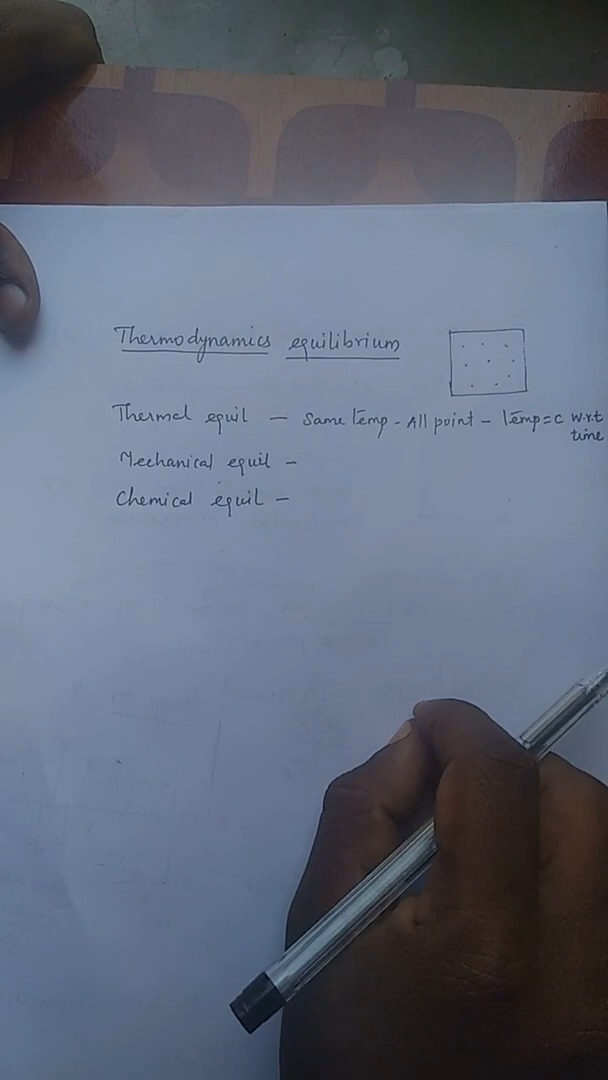 Thermodynamics equilibrium
Thermal equil — Same Temp - All point - Temp=C w.r.t
time
Mechanical equil -
Chemical equil -